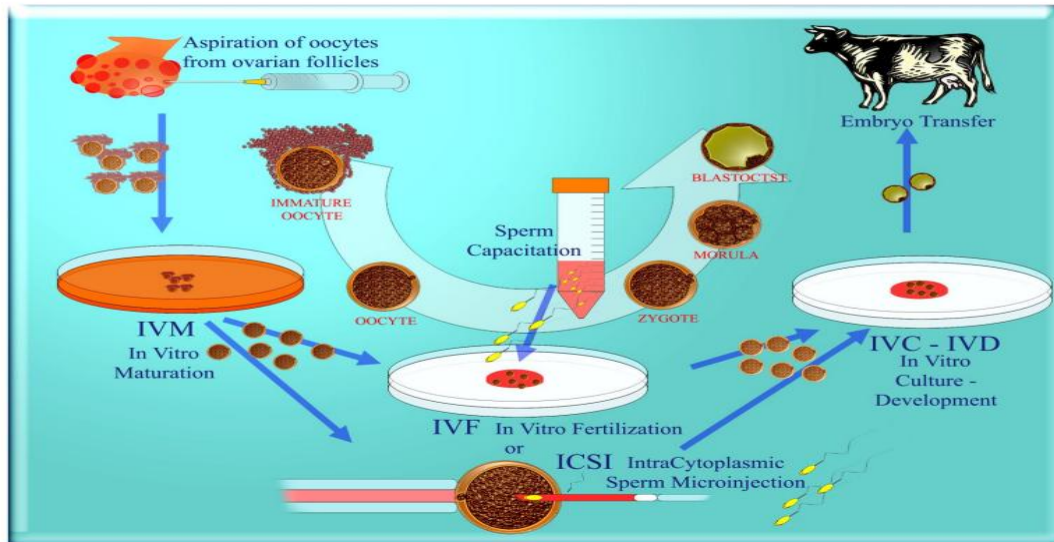 Aspiration of oocytes
from ovarian follicles
Embryo Transfer
IMMATURE
OOCYTE
BLASTOCTST
Sperm
Capacitation
MORULA
OOCYTE
ZYGOTE
IVM
In Vitro
Maturation
IVC - IVD
In Vitro
Culture -
Development
IVF In Vitro Fertilization
or
ICSI IntraCytoplasmic
Sperm Microinjection